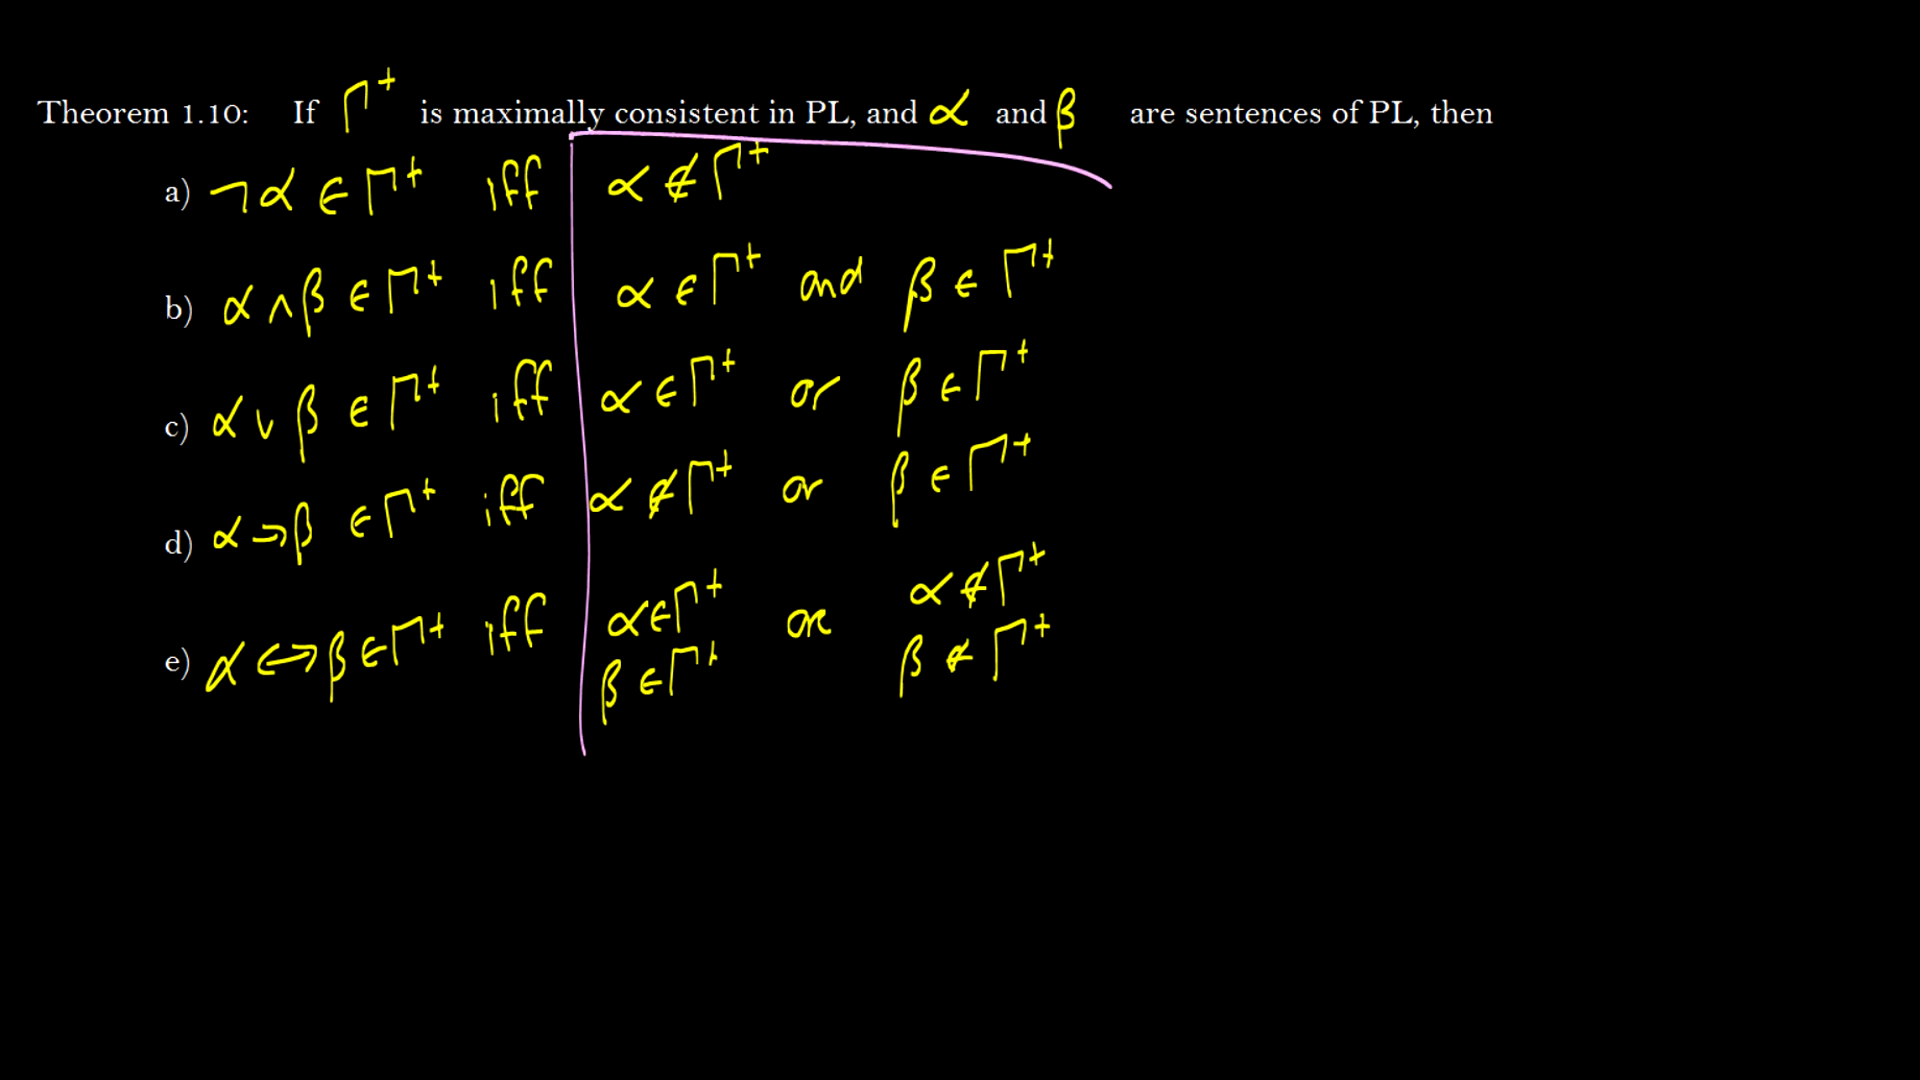 Theorem 1.10: If Γ⁺ is maximally consistent in PL, and α and β are sentences of PL, then
a) ¬α ∈ Γ⁺ iff α ∉ Γ⁺
b) α ∧ β ∈ Γ⁺ iff α ∈ Γ⁺ and β ∈ Γ⁺
c) α ∨ β ∈ Γ⁺ iff α ∈ Γ⁺ or β ∈ Γ⁺
d) α ⇒ β ∈ Γ⁺ iff α ∉ Γ⁺ or β ∈ Γ⁺
e) α ⇔ β ∈ Γ⁺ iff α ∈ Γ⁺ or α ∉ Γ⁺
β ∈ Γ⁺ β ∉ Γ⁺